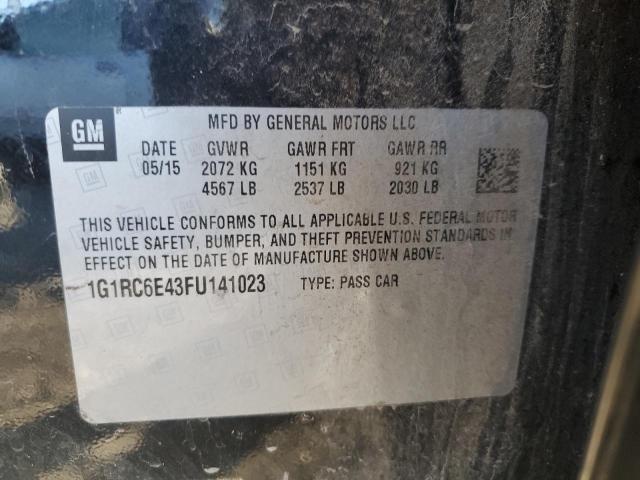 GM
MFD BY GENERAL MOTORS LLC
DATE GVWR GAWR FRT GAWR RR
05/15 2072 KG 1151 KG 921 KG
4567 LB 2537 LB 2030 LB
THIS VEHICLE CONFORMS TO ALL APPLICABLE U.S. FEDERAL MOTOR
VEHICLE SAFETY, BUMPER, AND THEFT PREVENTION STANDARDS IN
EFFECT ON THE DATE OF MANUFACTURE SHOWN ABOVE.
1G1RC6E43FU141023 TYPE: PASS CAR